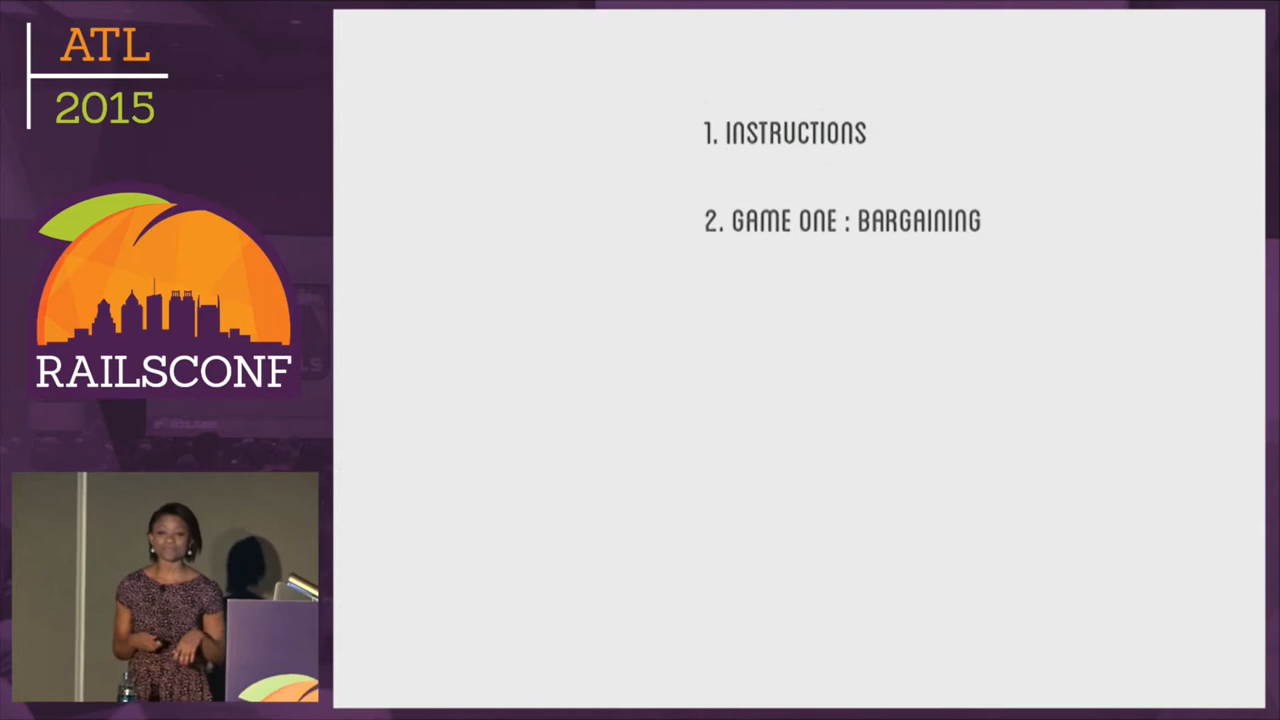 ATL
2015
RAILSCONF
1. INSTRUCTIONS
2. GAME ONE : BARGAINING